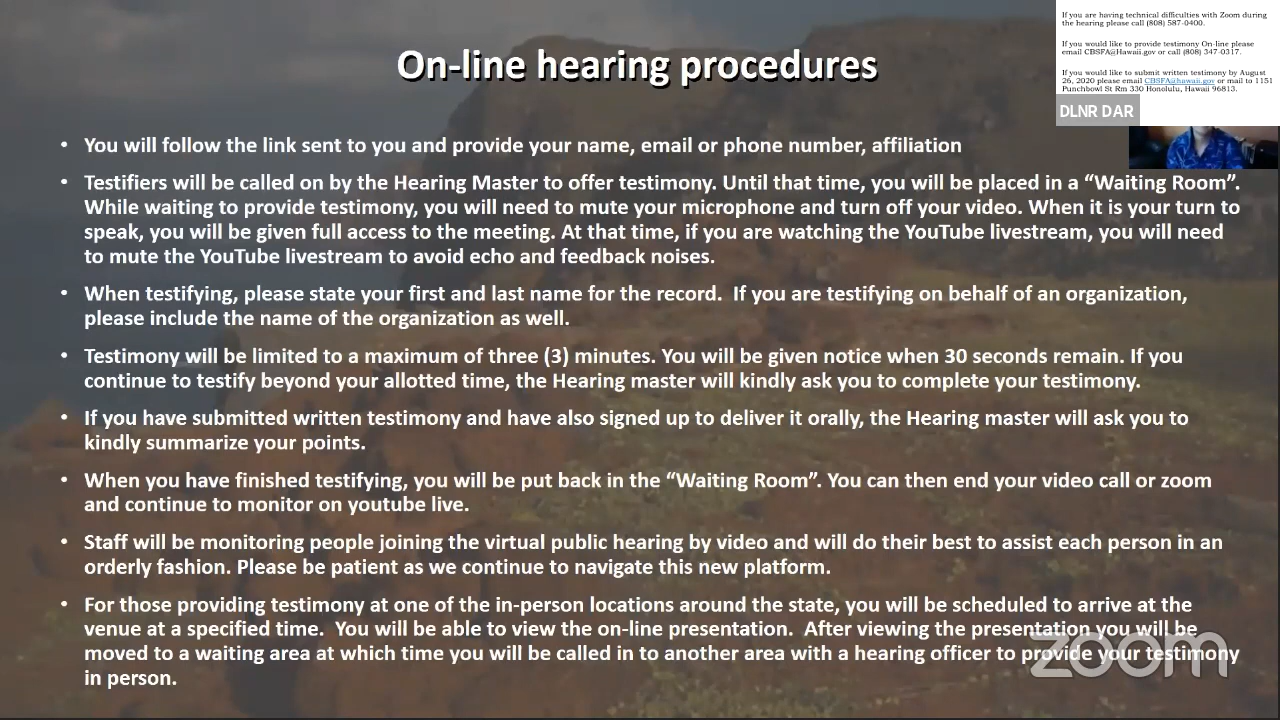 On-line hearing procedures
If you are having technical difficulties with Zoom during
the hearing please call (808) 587-0400.
If you would like to provide testimony On-line please
email CBSFA@Hawaii.gov or call (808) 347-0317.
If you would like to submit written testimony by August
26, 2020 please email CBSFA@hawaii.gov or mail to 1151
Punchbowl St Rm 330 Honolulu, Hawaii 96813.
DLNR DAR
• You will follow the link sent to you and provide your name, email or phone number, affiliation
• Testifiers will be called on by the Hearing Master to offer testimony. Until that time, you will be placed in a “Waiting Room”.
While waiting to provide testimony, you will need to mute your microphone and turn off your video. When it is your turn to
speak, you will be given full access to the meeting. At that time, if you are watching the YouTube livestream, you will need
to mute the YouTube livestream to avoid echo and feedback noises.
• When testifying, please state your first and last name for the record.  If you are testifying on behalf of an organization,
please include the name of the organization as well.
• Testimony will be limited to a maximum of three (3) minutes. You will be given notice when 30 seconds remain. If you
continue to testify beyond your allotted time, the Hearing master will kindly ask you to complete your testimony.
• If you have submitted written testimony and have also signed up to deliver it orally, the Hearing master will ask you to
kindly summarize your points.
• When you have finished testifying, you will be put back in the “Waiting Room”. You can then end your video call or zoom
and continue to monitor on youtube live.
• Staff will be monitoring people joining the virtual public hearing by video and will do their best to assist each person in an
orderly fashion. Please be patient as we continue to navigate this new platform.
• For those providing testimony at one of the in-person locations around the state, you will be scheduled to arrive at the
venue at a specified time.  You will be able to view the on-line presentation.  After viewing the presentation you will be
moved to a waiting area at which time you will be called in to another area with a hearing officer to provide your testimony
in person.
zoom